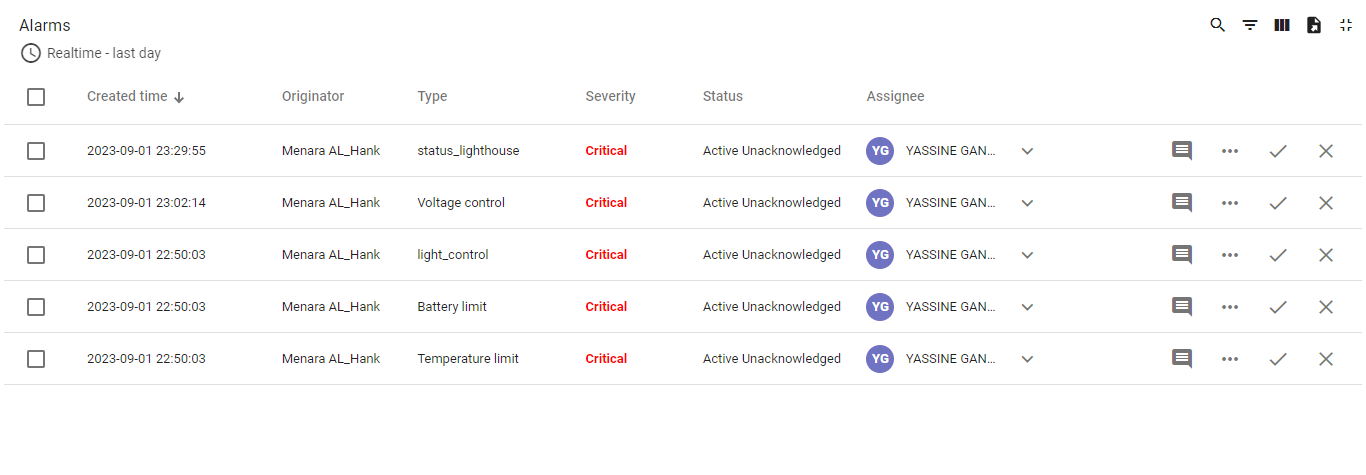 Alarms
Realtime - last day
Created time Originator Type Severity Status Assignee
2023-09-01 23:29:55 Menara AL_Hank status_lighthouse Critical Active Unacknowledged YG YASSINE GAN...
2023-09-01 23:02:14 Menara AL_Hank Voltage control Critical Active Unacknowledged YG YASSINE GAN...
2023-09-01 22:50:03 Menara AL_Hank light_control Critical Active Unacknowledged YG YASSINE GAN...
2023-09-01 22:50:03 Menara AL_Hank Battery limit Critical Active Unacknowledged YG YASSINE GAN...
2023-09-01 22:50:03 Menara AL_Hank Temperature limit Critical Active Unacknowledged YG YASSINE GAN...